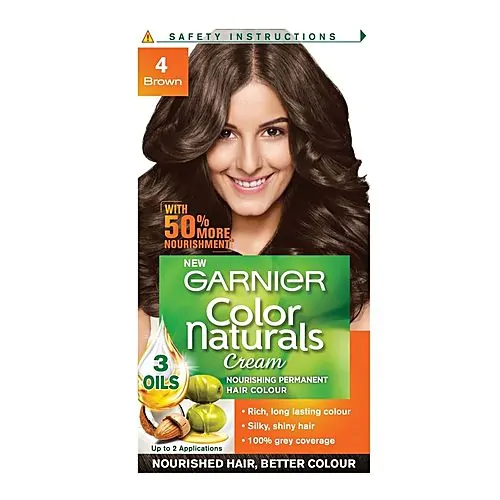 SAFETY INSTRUCTIONS
4
Brown
WITH
50%
MORE
NOURISHMENT*
NEW
GARNIER
Color
Naturals
Cream
NOURISHING PERMANENT
HAIR COLOUR
3
OILS
Up to 2 Applications
• Rich, long lasting colour
• Silky, shiny hair
• 100% grey coverage
NOURISHED HAIR, BETTER COLOUR